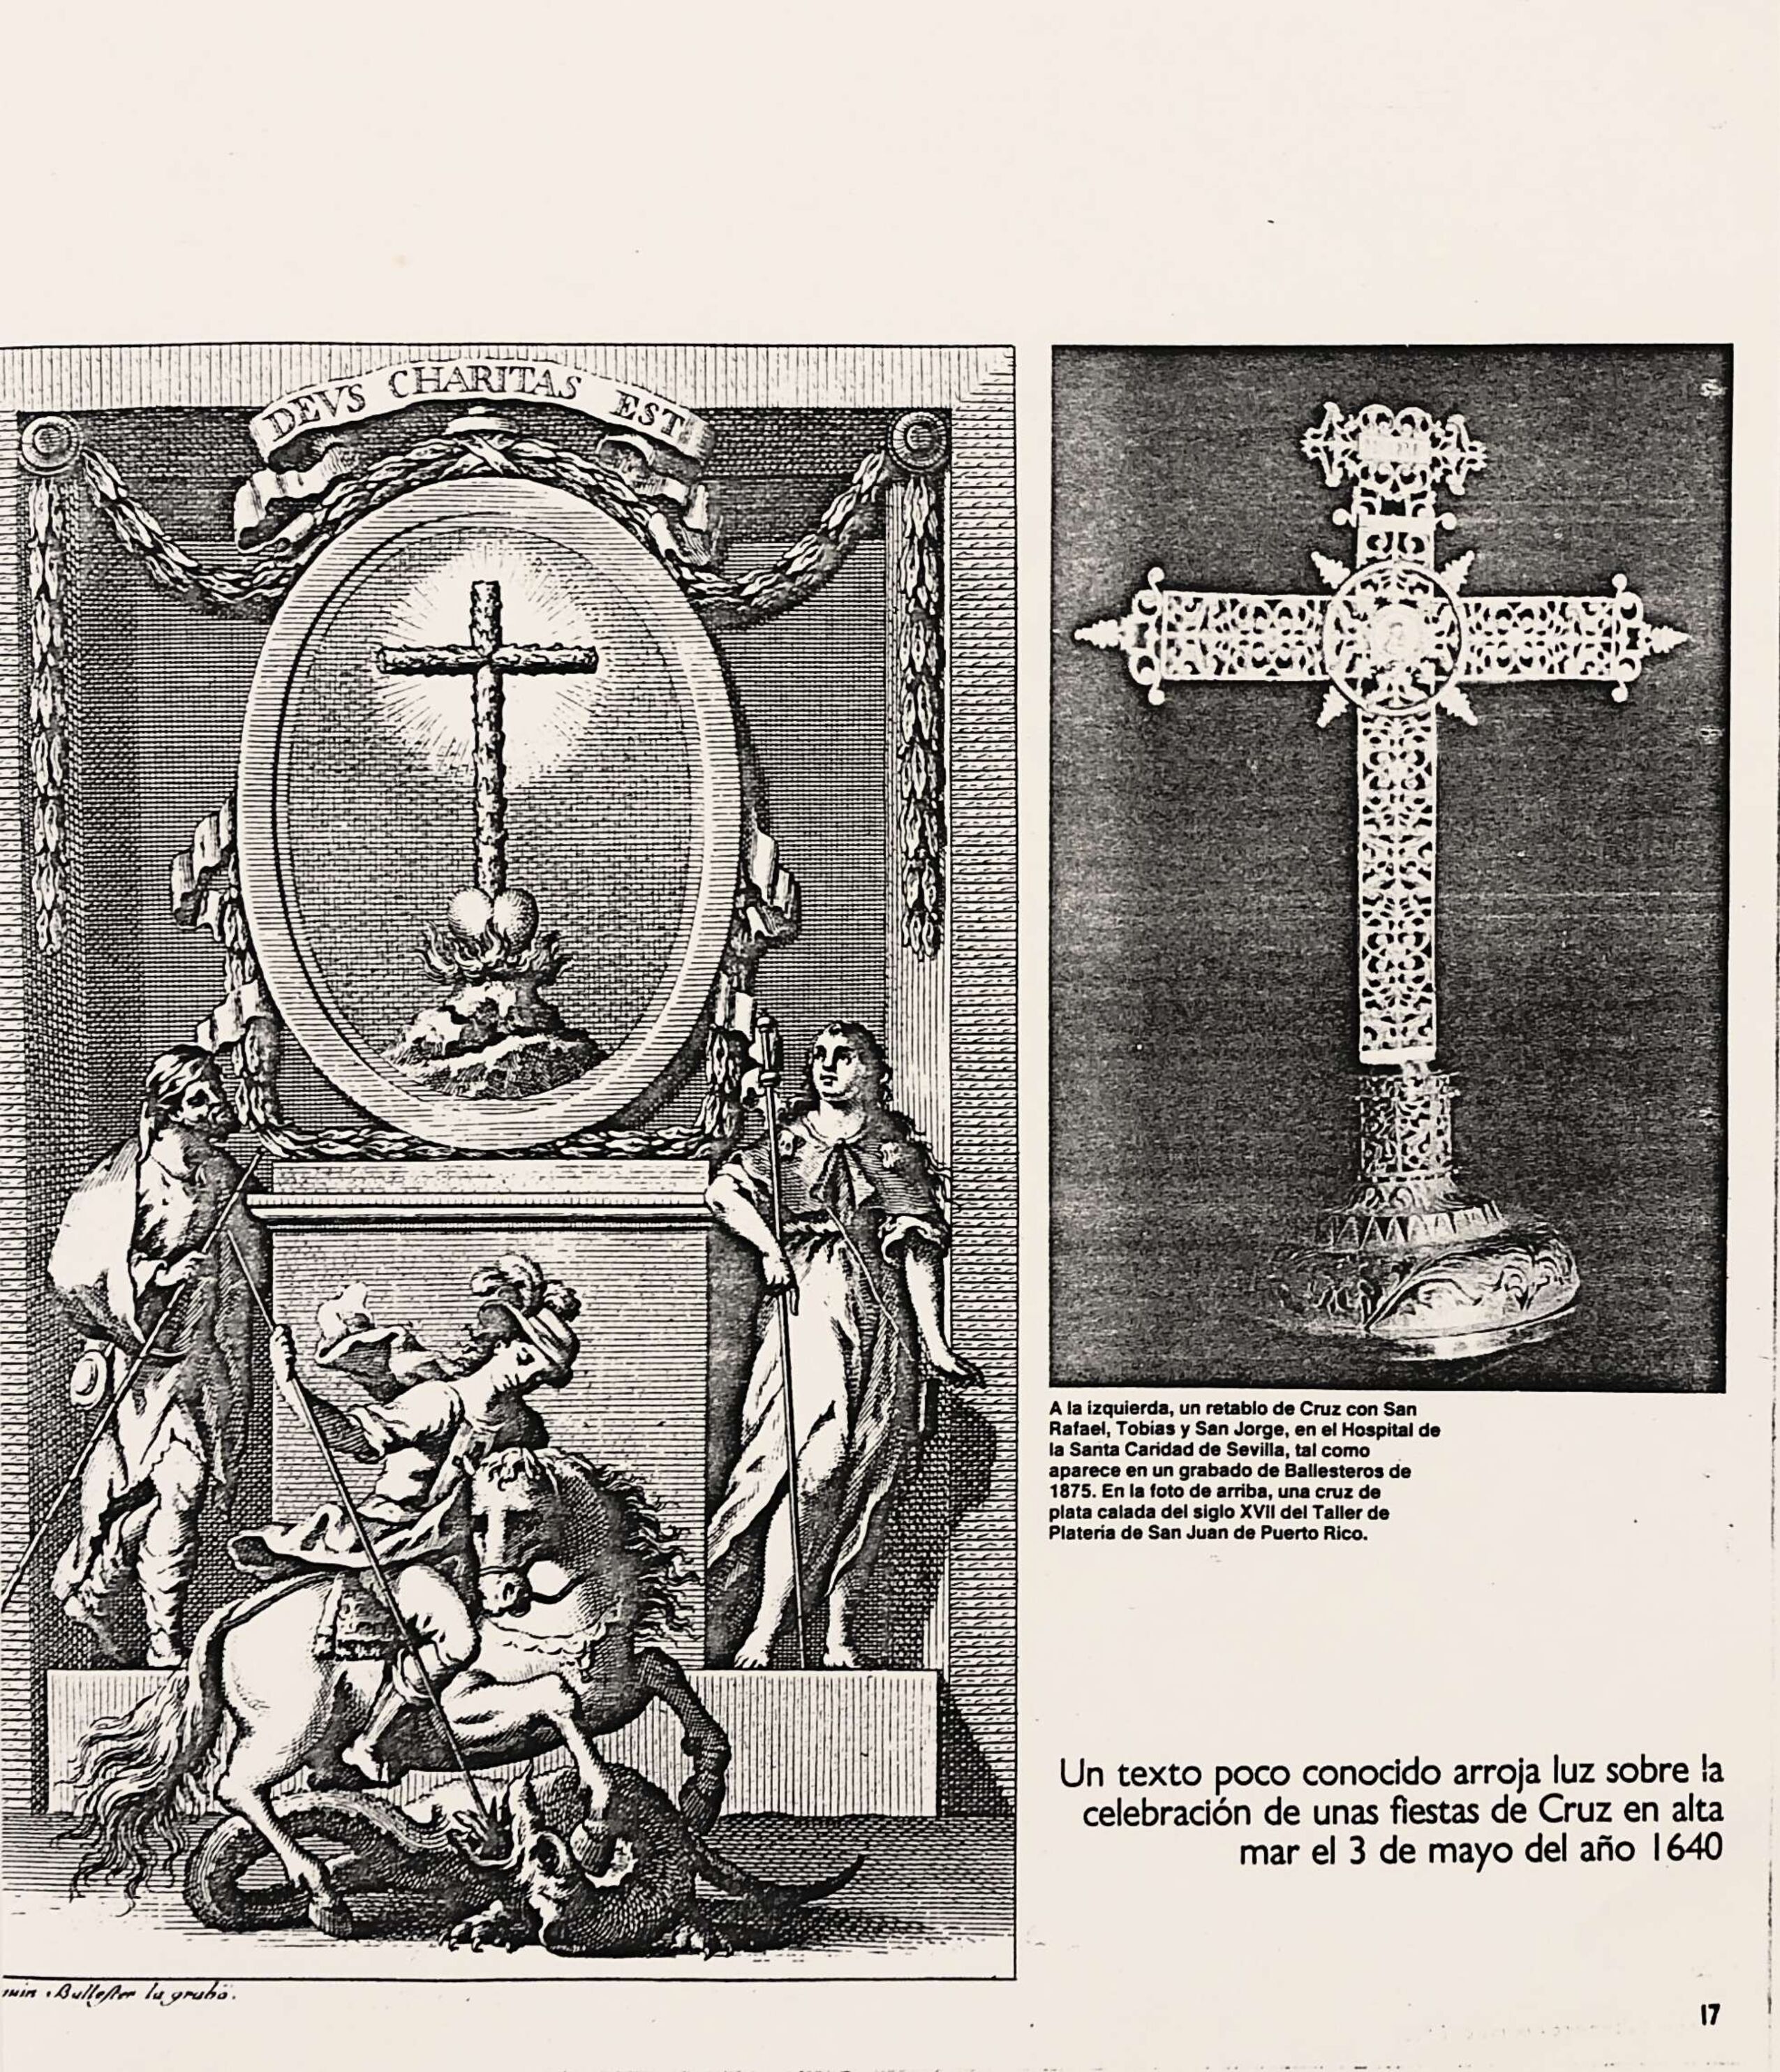 DEVS CHARITAS EST
A la izquierda, un retablo de Cruz con San
Rafael, Tobias y San Jorge, en el Hospital de
la Santa Caridad de Sevilla, tal como
aparece en un grabado de Ballesteros de
1875. En la foto de arriba, una cruz de
plata calada del siglo XVII del Taller de
Plateria de San Juan de Puerto Rico.
Un texto poco conocido arroja luz sobre la
celebración de unas fiestas de Cruz en alta
mar el 3 de mayo del año 1640
Ballester la grabó.
17